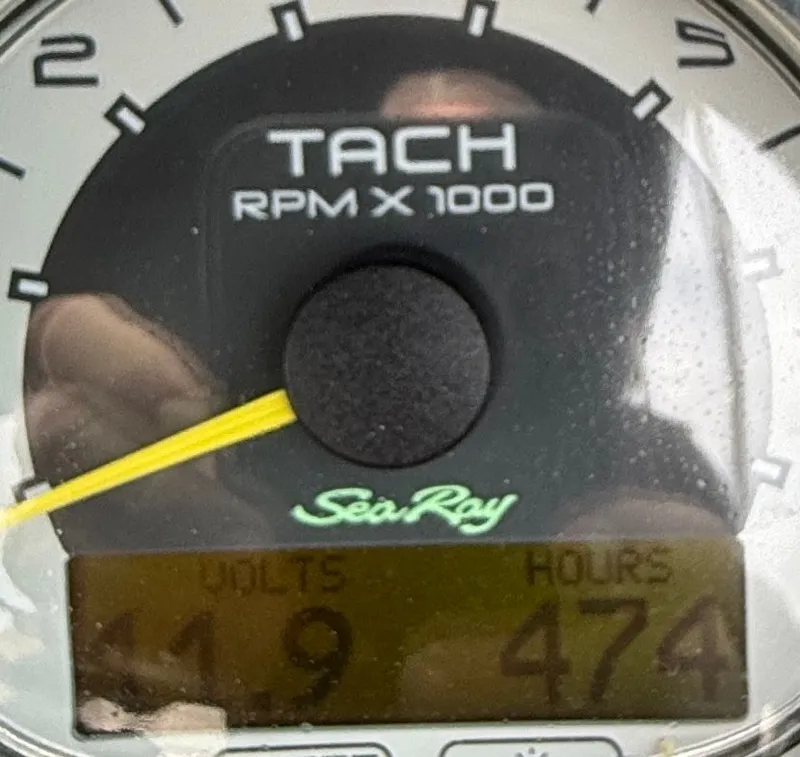 2 5
TACH
RPM X 1000
Sea Ray
VOLTS HOURS
11.9 474